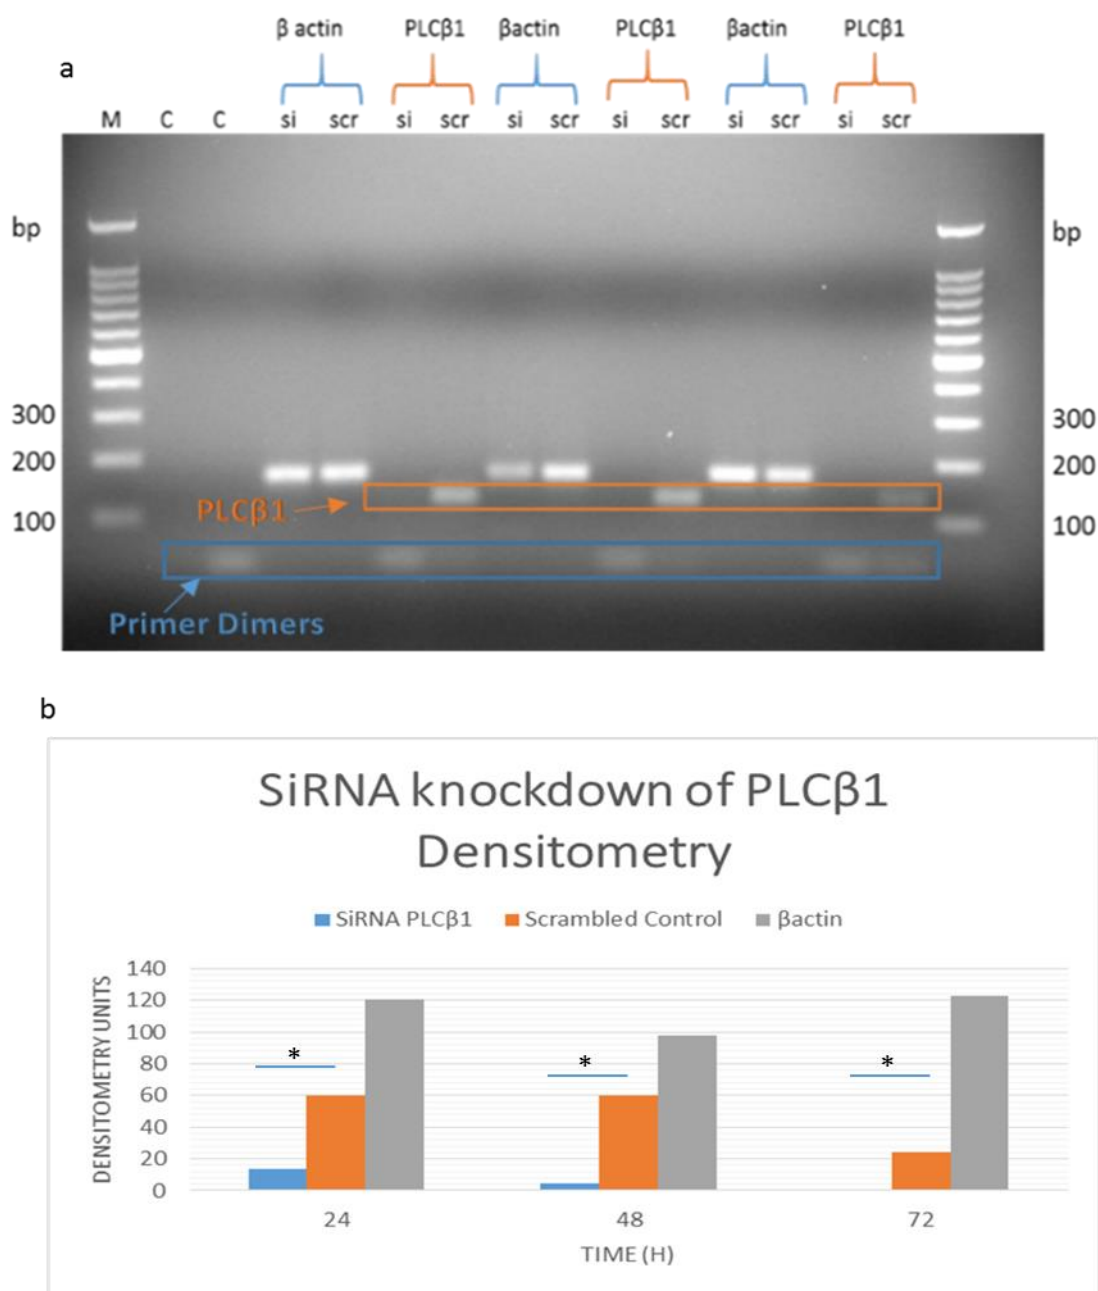 a
β actin PLCβ1 βactin PLCβ1 βactin PLCβ1
M C C si scr si scr si scr si scr si scr si scr
bp bp
300 300
200 200
PLCβ1
100 100
Primer Dimers
b
SiRNA knockdown of PLCβ1
Densitometry
SiRNA PLCβ1 Scrambled Control βactin
DENSITOMETRY UNITS
140
120
100
80
60
40
20
0
* * *
24 48 72
TIME (H)